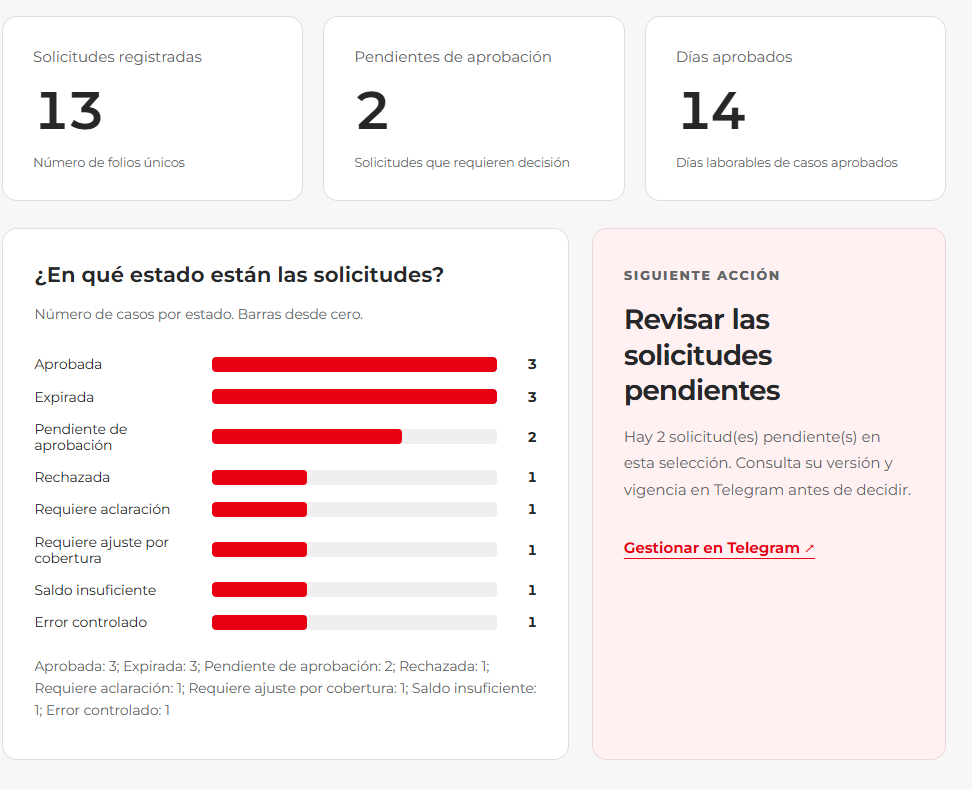 Solicitudes registradas
13
Número de folios únicos
Pendientes de aprobación
2
Solicitudes que requieren decisión
Días aprobados
14
Días laborables de casos aprobados
¿En qué estado están las solicitudes?
Número de casos por estado. Barras desde cero.
Aprobada 3
Expirada 3
Pendiente de
aprobación 2
Rechazada 1
Requiere aclaración 1
Requiere ajuste por
cobertura 1
Saldo insuficiente 1
Error controlado 1
Aprobada: 3; Expirada: 3; Pendiente de aprobación: 2; Rechazada: 1;
Requiere aclaración: 1; Requiere ajuste por cobertura: 1; Saldo insuficiente:
1; Error controlado: 1
SIGUIENTE ACCIÓN
Revisar las
solicitudes
pendientes
Hay 2 solicitud(es) pendiente(s) en
esta selección. Consulta su versión y
vigencia en Telegram antes de decidir.
Gestionar en Telegram ↗